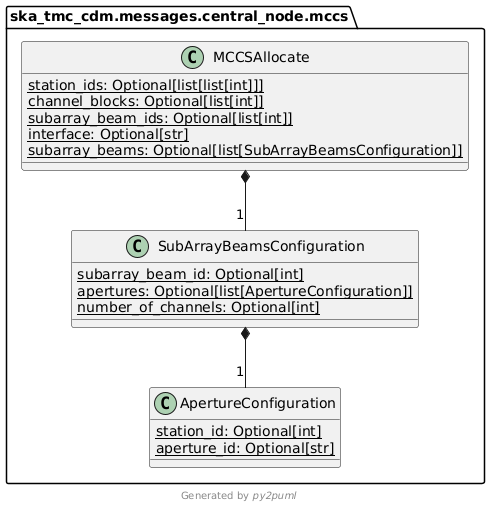 ska_tmc_cdm.messages.central_node.mccs
C MCCSAllocate
station_ids: Optional[list[list[int]]]
channel_blocks: Optional[list[int]]
subarray_beam_ids: Optional[list[int]]
interface: Optional[str]
subarray_beams: Optional[list[SubArrayBeamsConfiguration]]
1
C SubArrayBeamsConfiguration
subarray_beam_id: Optional[int]
apertures: Optional[list[ApertureConfiguration]]
number_of_channels: Optional[int]
1
C ApertureConfiguration
station_id: Optional[int]
aperture_id: Optional[str]
Generated by py2puml